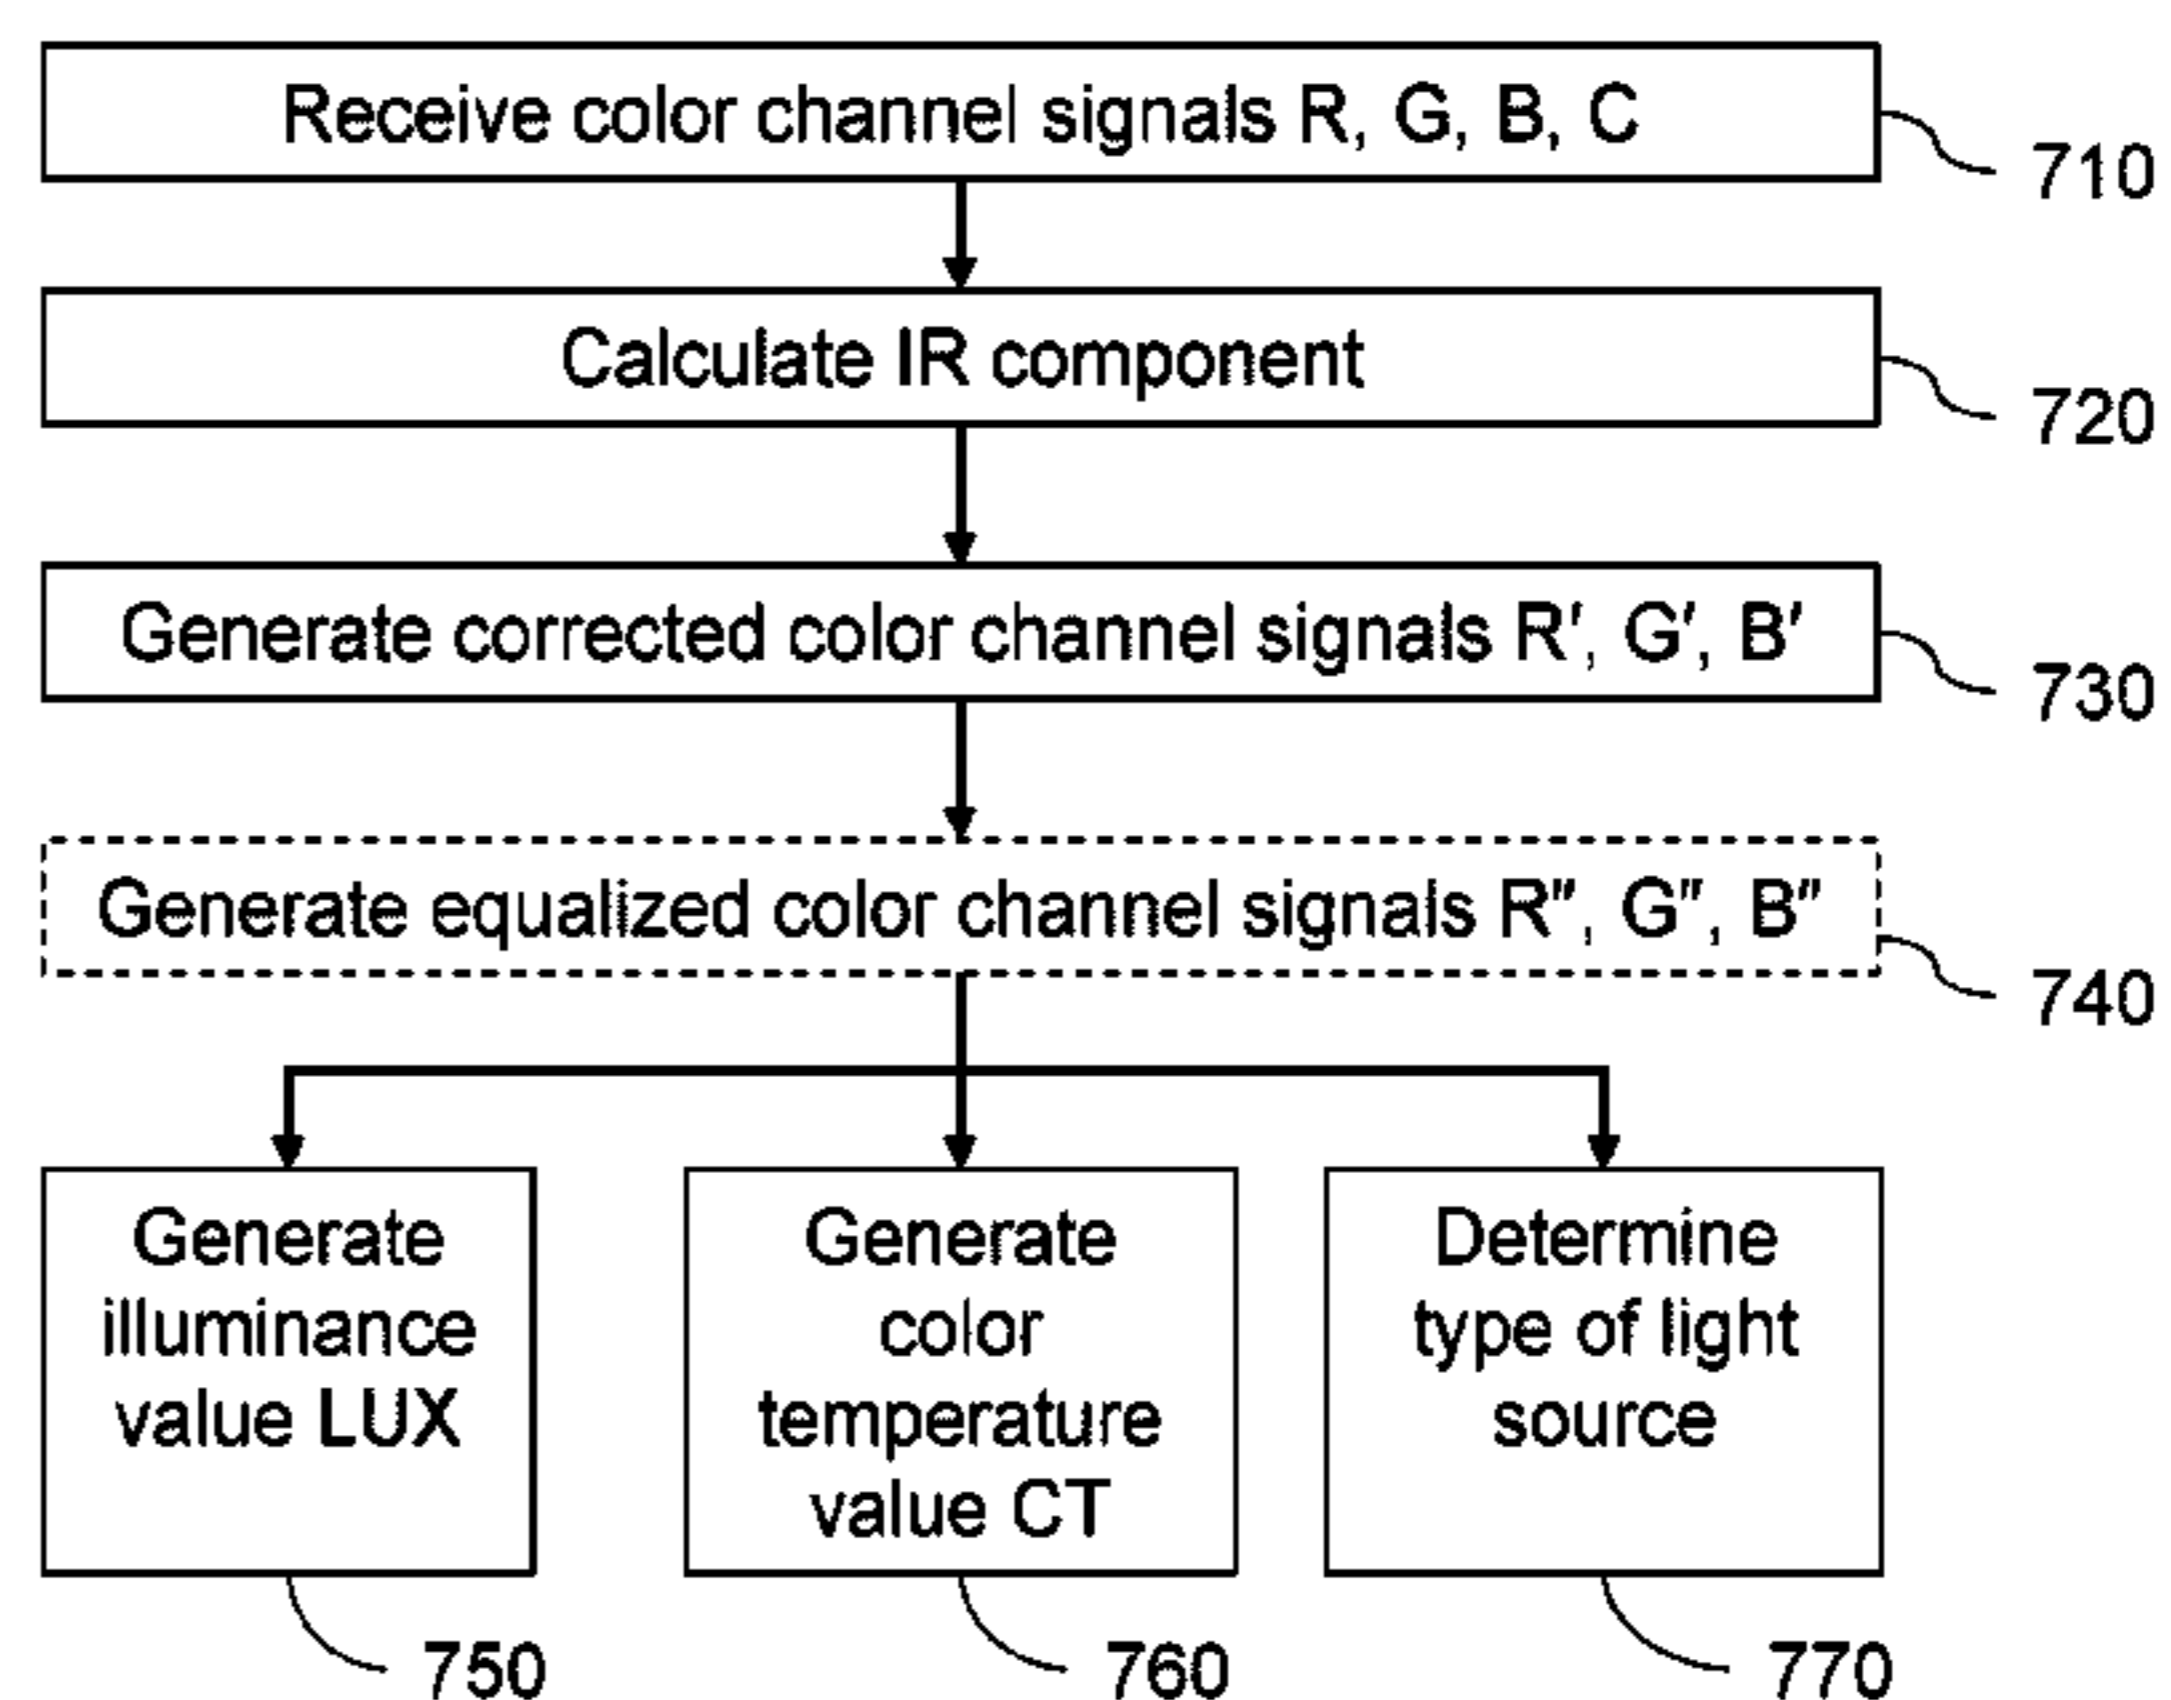 Receive color channel signals R, G, B, C
710
Calculate IR component
720
Generate corrected color channel signals R′, G′, B′
730
Generate equalized color channel signals R″, G″, B″
740
Generate
illuminance
value LUX
750
Generate
color
temperature
value CT
760
Determine
type of light
source
770